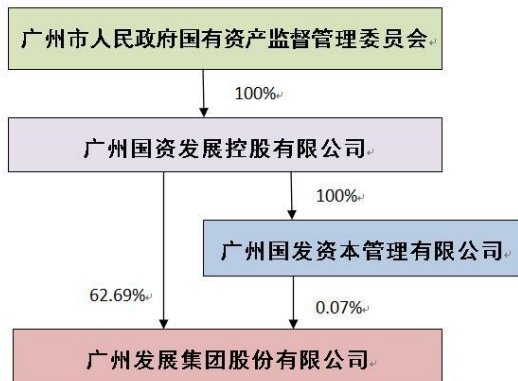 广州市人民政府国有资产监督管理委员会
100%
广州国资发展控股有限公司
100%
广州国发资本管理有限公司
62.69%
0.07%
广州发展集团股份有限公司